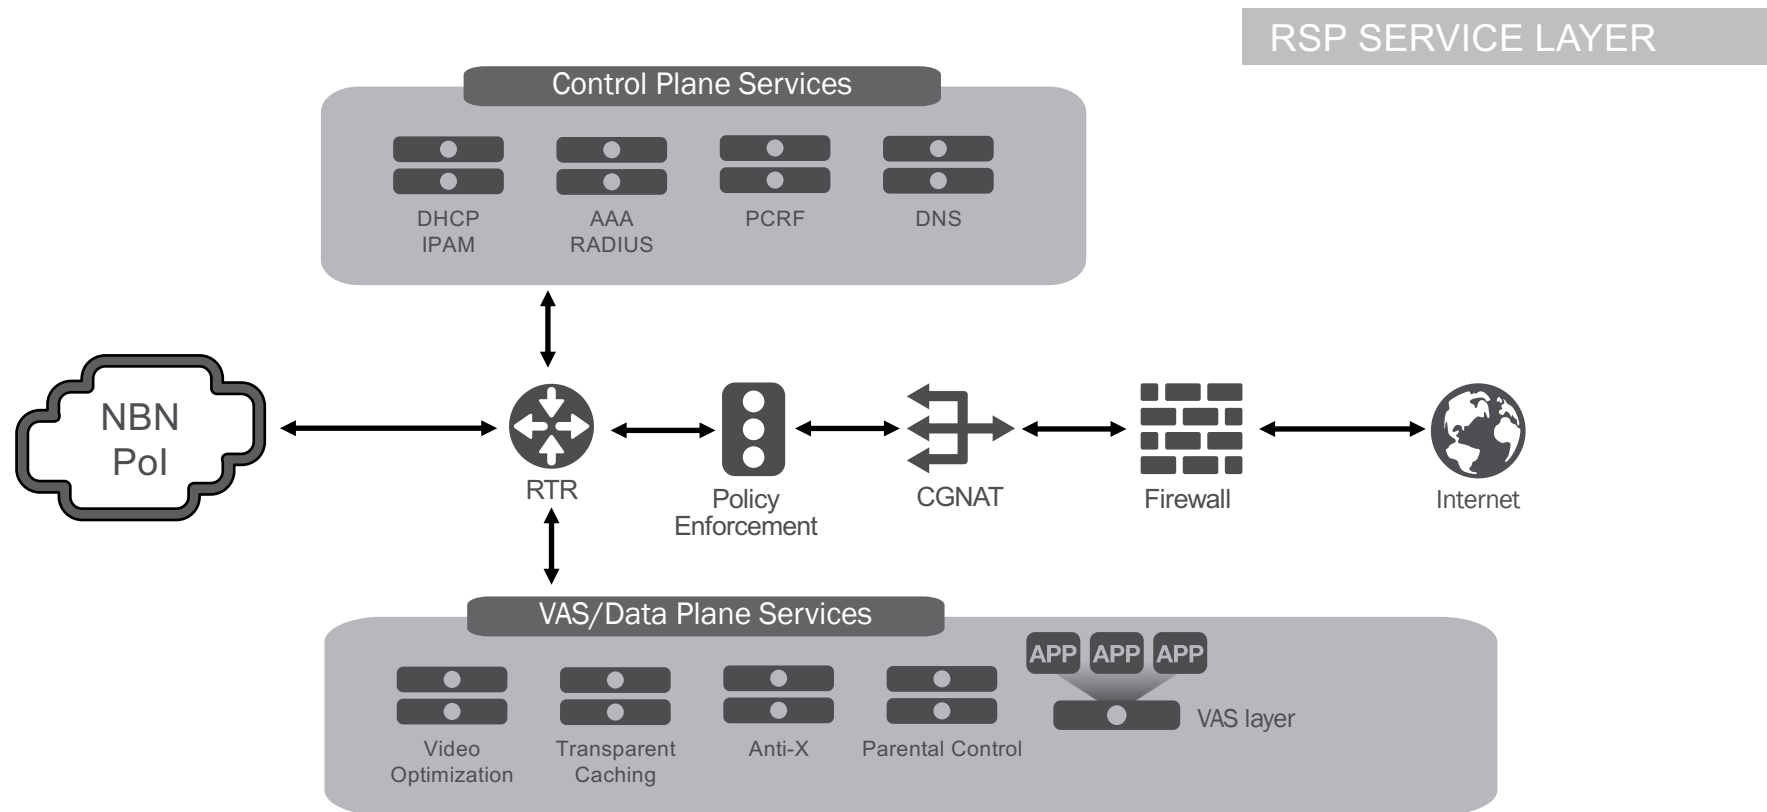 RSP SERVICE LAYER
Control Plane Services
DHCP
IPAM
AAA
RADIUS
PCRF
DNS
NBN
PoI
RTR
Policy
Enforcement
CGNAT
Firewall
Internet
VAS/Data Plane Services
APP APP APP
VAS layer
Video
Optimization
Transparent
Caching
Anti-X
Parental Control